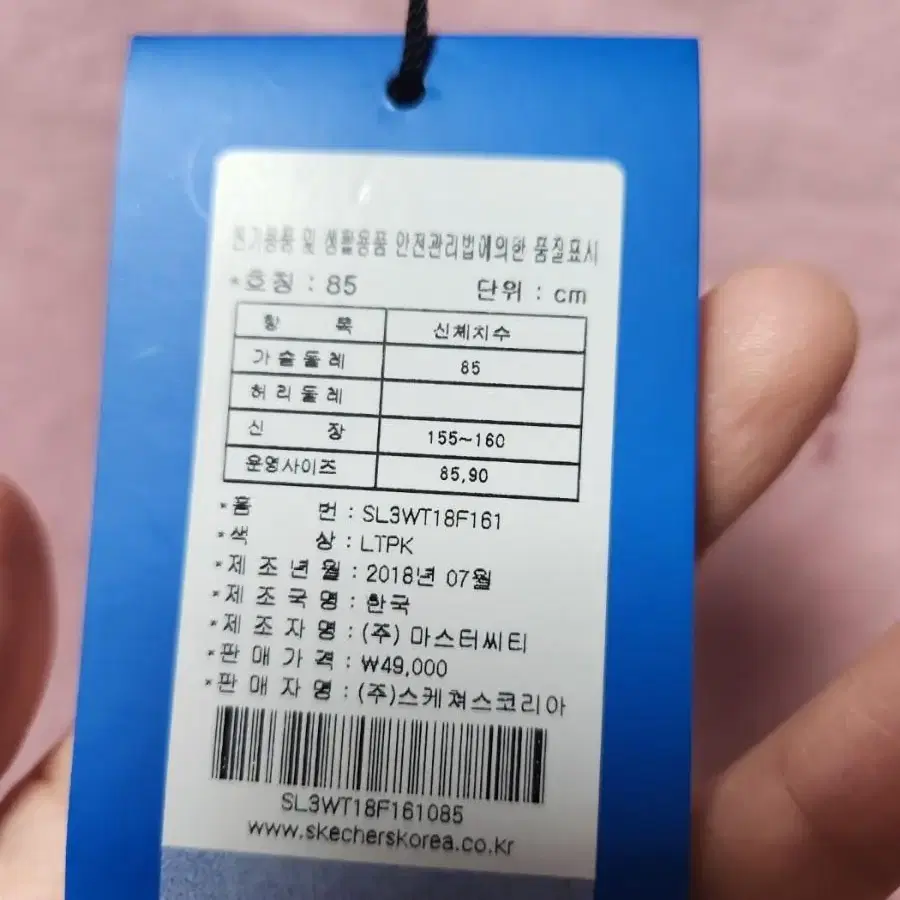 전기용품 및 생활용품 안전관리법에의한 품질표시
*호칭 : 85 단위 : cm
항 목 신체치수
가슴둘레 85
허리둘레
신 장 155~160
운영사이즈 85,90
*품 번 : SL3WT18F161
*색 상 : LTPK
*제조년월 : 2018년 07월
*제조국명 : 한국
*제조자명 : (주) 마스터씨티
*판매가격 : ₩49,000
*판매자명 : (주)스케쳐스코리아
SL3WT18F161085
www.skecherskorea.co.kr